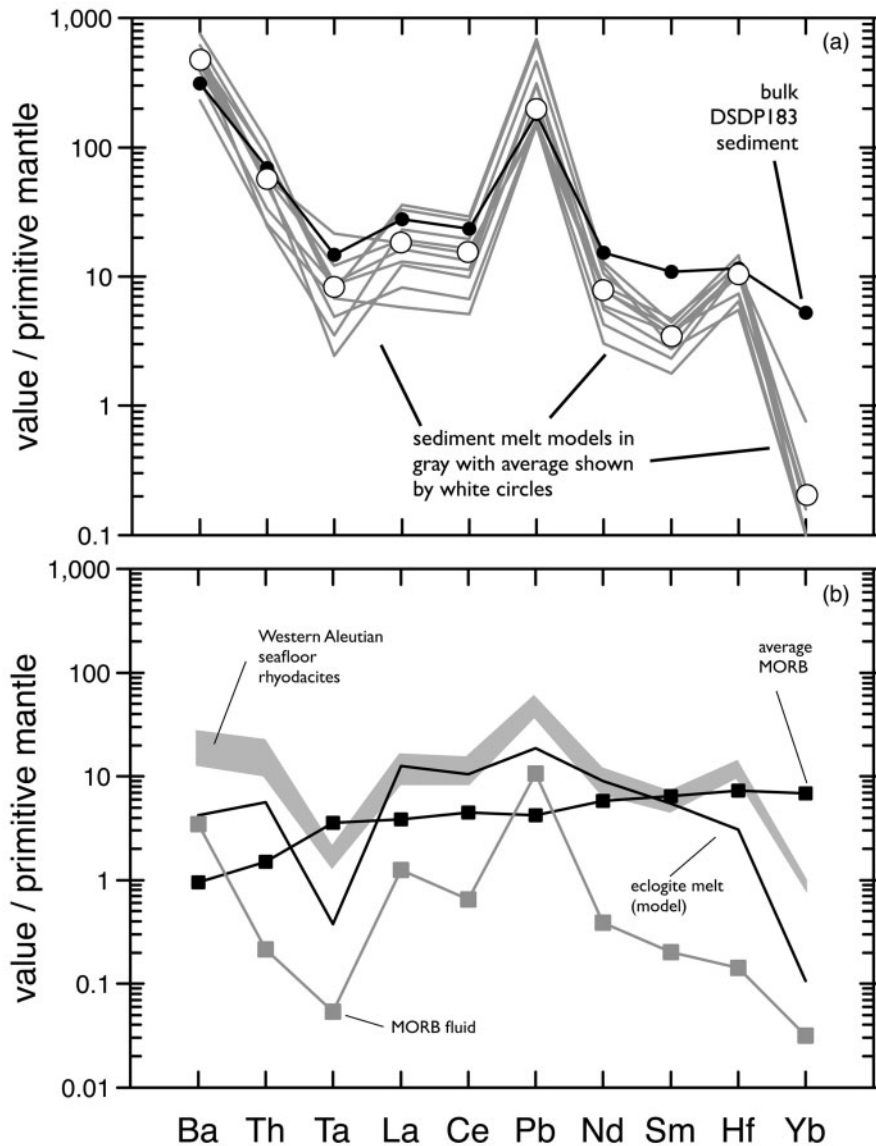 1,000
(a)
100
10
1
0.1
value / primitive mantle
bulk
DSDP183
sediment
sediment melt models in
gray with average shown
by white circles
1,000
(b)
100
10
1
0.1
0.01
value / primitive mantle
Western Aleutian
seafloor
rhyodacites
average
MORB
eclogite melt
(model)
MORB fluid
Ba Th Ta La Ce Pb Nd Sm Hf Yb